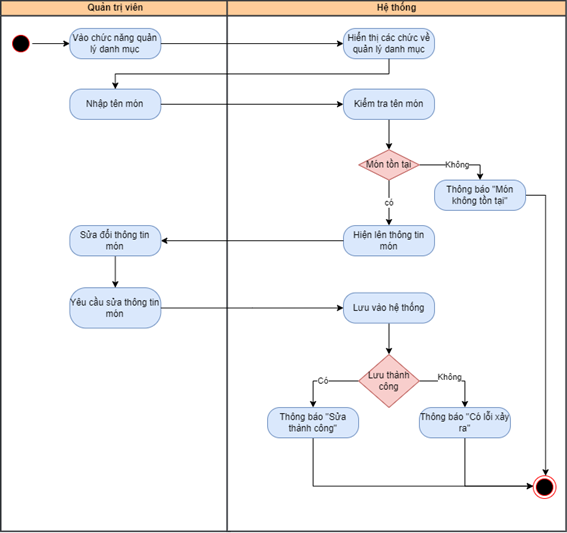 Quản trị viên
Hệ thống
Vào chức năng quản
lý danh mục
Hiển thị các chức về
quản lý danh mục
Nhập tên món
Kiểm tra tên món
Món tồn tại
Không
Thông báo "Món
không tồn tại"
có
Sửa đổi thông tin
món
Hiện lên thông tin
món
Yêu cầu sửa thông tin
món
Lưu vào hệ thống
Lưu thành
công
Có
Không
Thông báo "Sửa
thành công"
Thông báo "Có lỗi xảy
ra"